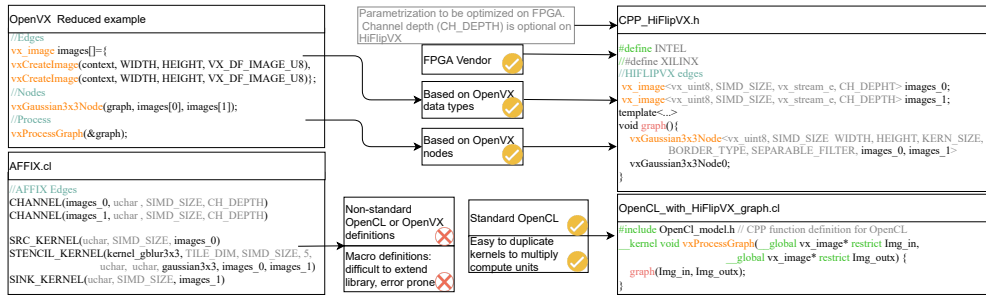 OpenVX Reduced example
//Edges
vx_image images[]={
vxCreateImage(context, WIDTH, HEIGHT, VX_DF_IMAGE_U8),
vxCreateImage(context, WIDTH, HEIGHT, VX_DF_IMAGE_U8)};
//Nodes
vxGaussian3x3Node(graph, images[0], images[1]);
//Process
vxProcessGraph(&graph);
AFFIX.cl
//AFFIX Edges
CHANNEL(images_0, uchar , SIMD_SIZE, CH_DEPTH)
CHANNEL(images_1, uchar , SIMD_SIZE, CH_DEPTH)
SRC_KERNEL(uchar, SIMD_SIZE, images_0)
STENCIL_KERNEL(kernel_gblur3x3, TILE_DIM, SIMD_SIZE, 5,
uchar, uchar, gaussian3x3, images_0, images_1)
SINK_KERNEL(uchar, SIMD_SIZE, images_1)
Parametrization to be optimized on FPGA.
Channel depth (CH_DEPTH) is optional on
HiFlipVX
FPGA Vendor
Based on OpenVX
data types
Based on OpenVX
nodes
Non-standard
OpenCL or OpenVX
definitions
Macro definitions:
difficult to extend
library, error prone
Standard OpenCL
Easy to duplicate
kernels to multiply
compute units
CPP_HiFlipVX.h
#define INTEL
//#define XILINX
//HIFLIPVX edges
vx_image<vx_uint8, SIMD_SIZE, vx_stream_e, CH_DEPHT> images_0;
vx_image<vx_uint8, SIMD_SIZE, vx_stream_e, CH_DEPTH> images_1;
template<...>
void graph(){
vxGaussian3x3Node<vx_uint8, SIMD_SIZE_WIDTH, HEIGHT, KERN_SIZE,
BORDER_TYPE, SEPARABLE_FILTER, images_0, images_1>
vxGaussian3x3Node0;
}
OpenCL_with_HiFlipVX_graph.cl
#include OpenCl_model.h // CPP function definition for OpenCL
__kernel void vxProcessGraph(__global vx_image* restrict Img_in,
__global vx_image* restrict Img_outx) {
graph(Img_in, Img_outx);
}